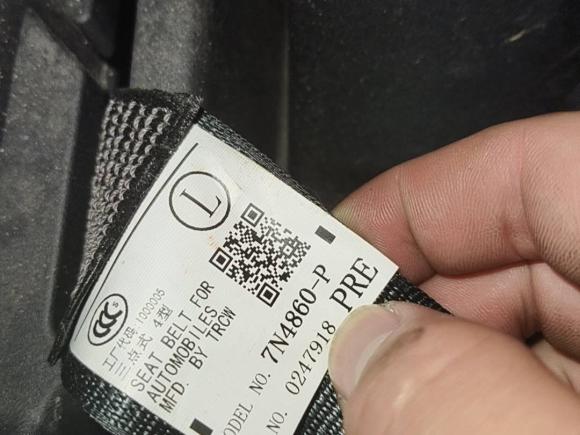 L
CCC S
工厂代码 1000005
三点式 4型
SEAT BELT FOR
AUTOMOBILES
MFD. BY TRCW
MODEL NO. 7N4860-P
NO. 0247918 PRE